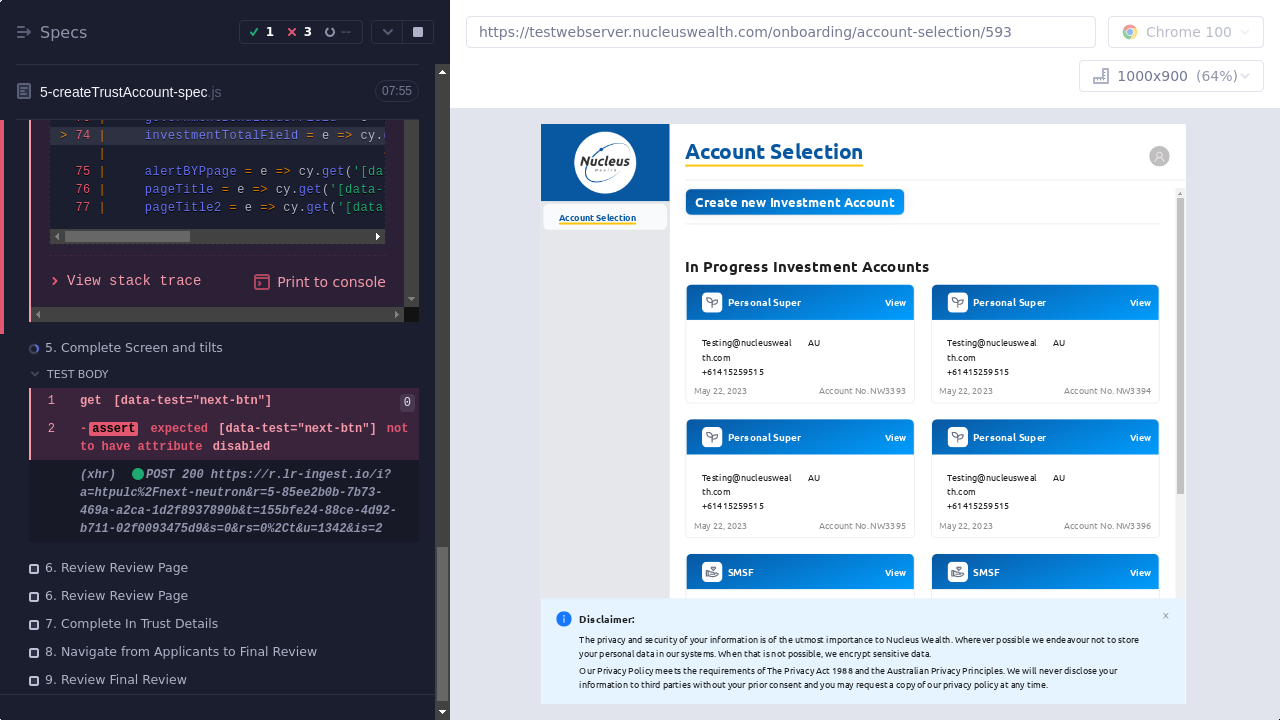 Specs
1
3
--
https://testwebserver.nucleuswealth.com/onboarding/account-selection/593
Chrome 100
1000x900 (64%)
5-createTrustAccount-spec.js
07:55
> 74 | investmentTotalField = e => cy.
|
75 | alertBYPpage = e => cy.get('[da
76 | pageTitle = e => cy.get('[data-
77 | pageTitle2 = e => cy.get('[data
View stack trace
Print to console
5. Complete Screen and tilts
TEST BODY
1 get [data-test="next-btn"] 0
2 -assert expected [data-test="next-btn"] not
to have attribute disabled
(xhr) POST 200 https://r.lr-ingest.io/i?
a=htpulc%2Fnext-neutron&r=5-85ee2b0b-7b73-
469a-a2ca-1d2f8937890b&t=155bfe24-88ce-4d92-
b711-02f0093475d9&s=0&rs=0%2Ct&u=1342&is=2
6. Review Review Page
6. Review Review Page
7. Complete In Trust Details
8. Navigate from Applicants to Final Review
9. Review Final Review
Nucleus
Wealth
Account Selection
Account Selection
Create new Investment Account
In Progress Investment Accounts
Personal Super View
Testing@nucleusweal AU
th.com
+61415259515
May 22, 2023 Account No. NW3393
Personal Super View
Testing@nucleusweal AU
th.com
+61415259515
May 22, 2023 Account No. NW3394
Personal Super View
Testing@nucleusweal AU
th.com
+61415259515
May 22, 2023 Account No. NW3395
Personal Super View
Testing@nucleusweal AU
th.com
+61415259515
May 22, 2023 Account No. NW3396
SMSF View
SMSF View
Disclaimer:
x
The privacy and security of your information is of the utmost importance to Nucleus Wealth. Wherever possible we endeavour not to store
your personal data in our systems. When that is not possible, we encrypt sensitive data.
Our Privacy Policy meets the requirements of The Privacy Act 1988 and the Australian Privacy Principles. We will never disclose your
information to third parties without your prior consent and you may request a copy of our privacy policy at any time.